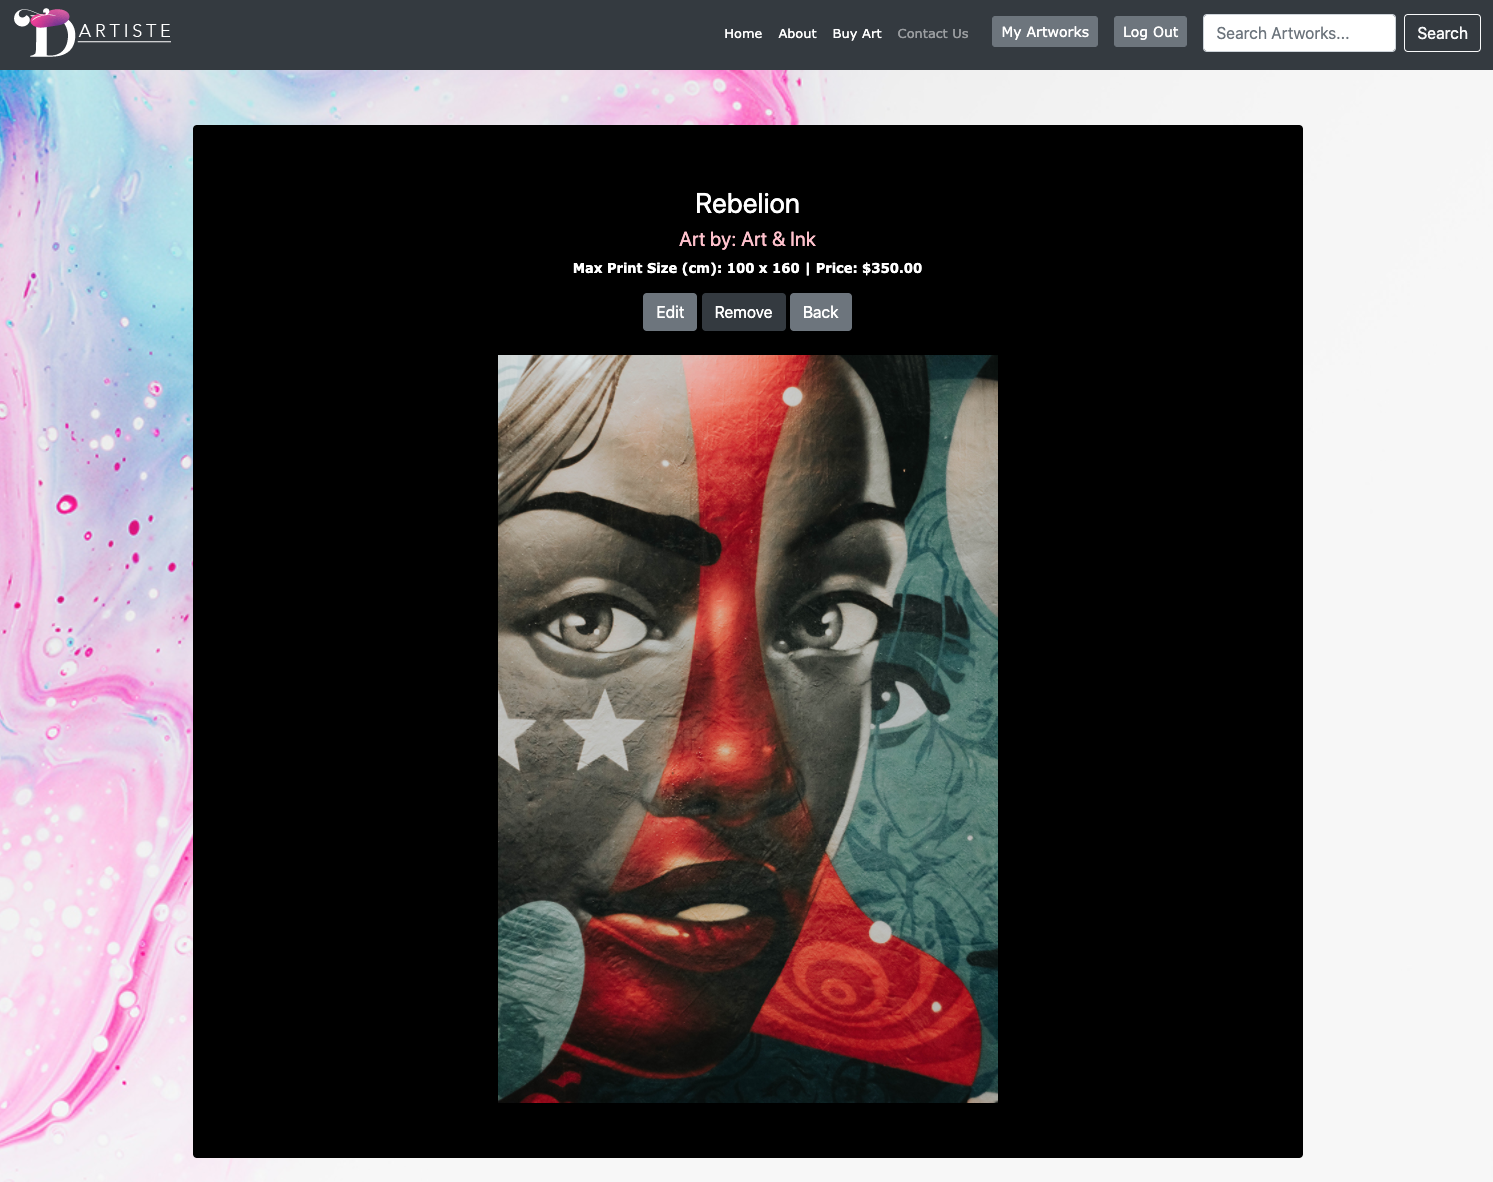 D ARTISTE
Home About Buy Art Contact Us My Artworks Log Out Search Artworks... Search
Rebelion
Art by: Art & Ink
Max Print Size (cm): 100 x 160 | Price: $350.00
Edit Remove Back